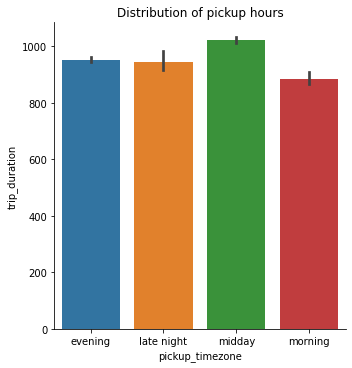 Distribution of pickup hours
1000
800
600
400
200
0
trip_duration
evening late night midday morning
pickup_timezone